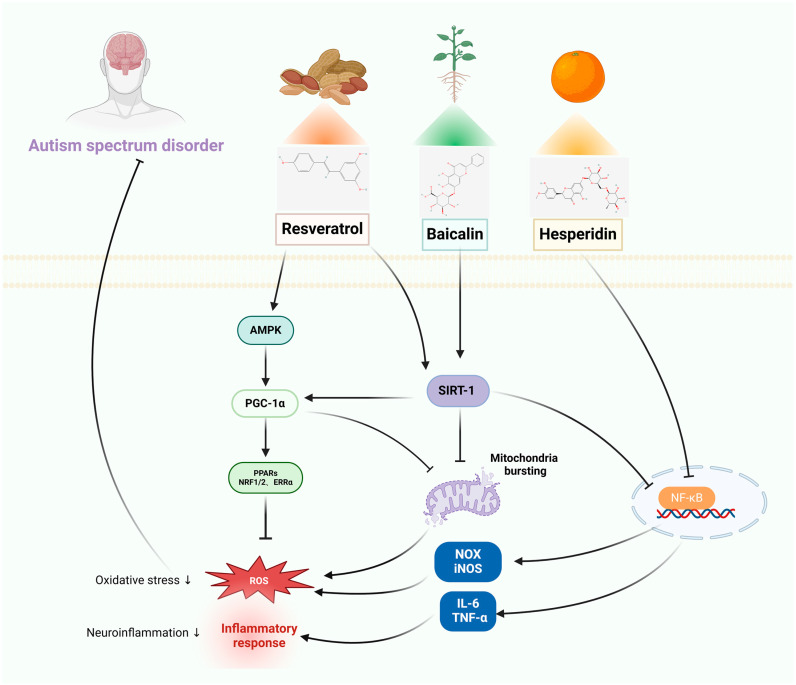 Autism spectrum disorder
Resveratrol
Baicalin
Hesperidin
AMPK
PGC-1α
SIRT-1
PPARs
NRF1/2、ERRα
Mitochondria
bursting
NF-κB
NOX
iNOS
Oxidative stress ↓
ROS
IL-6
TNF-α
Neuroinflammation ↓
Inflammatory
response